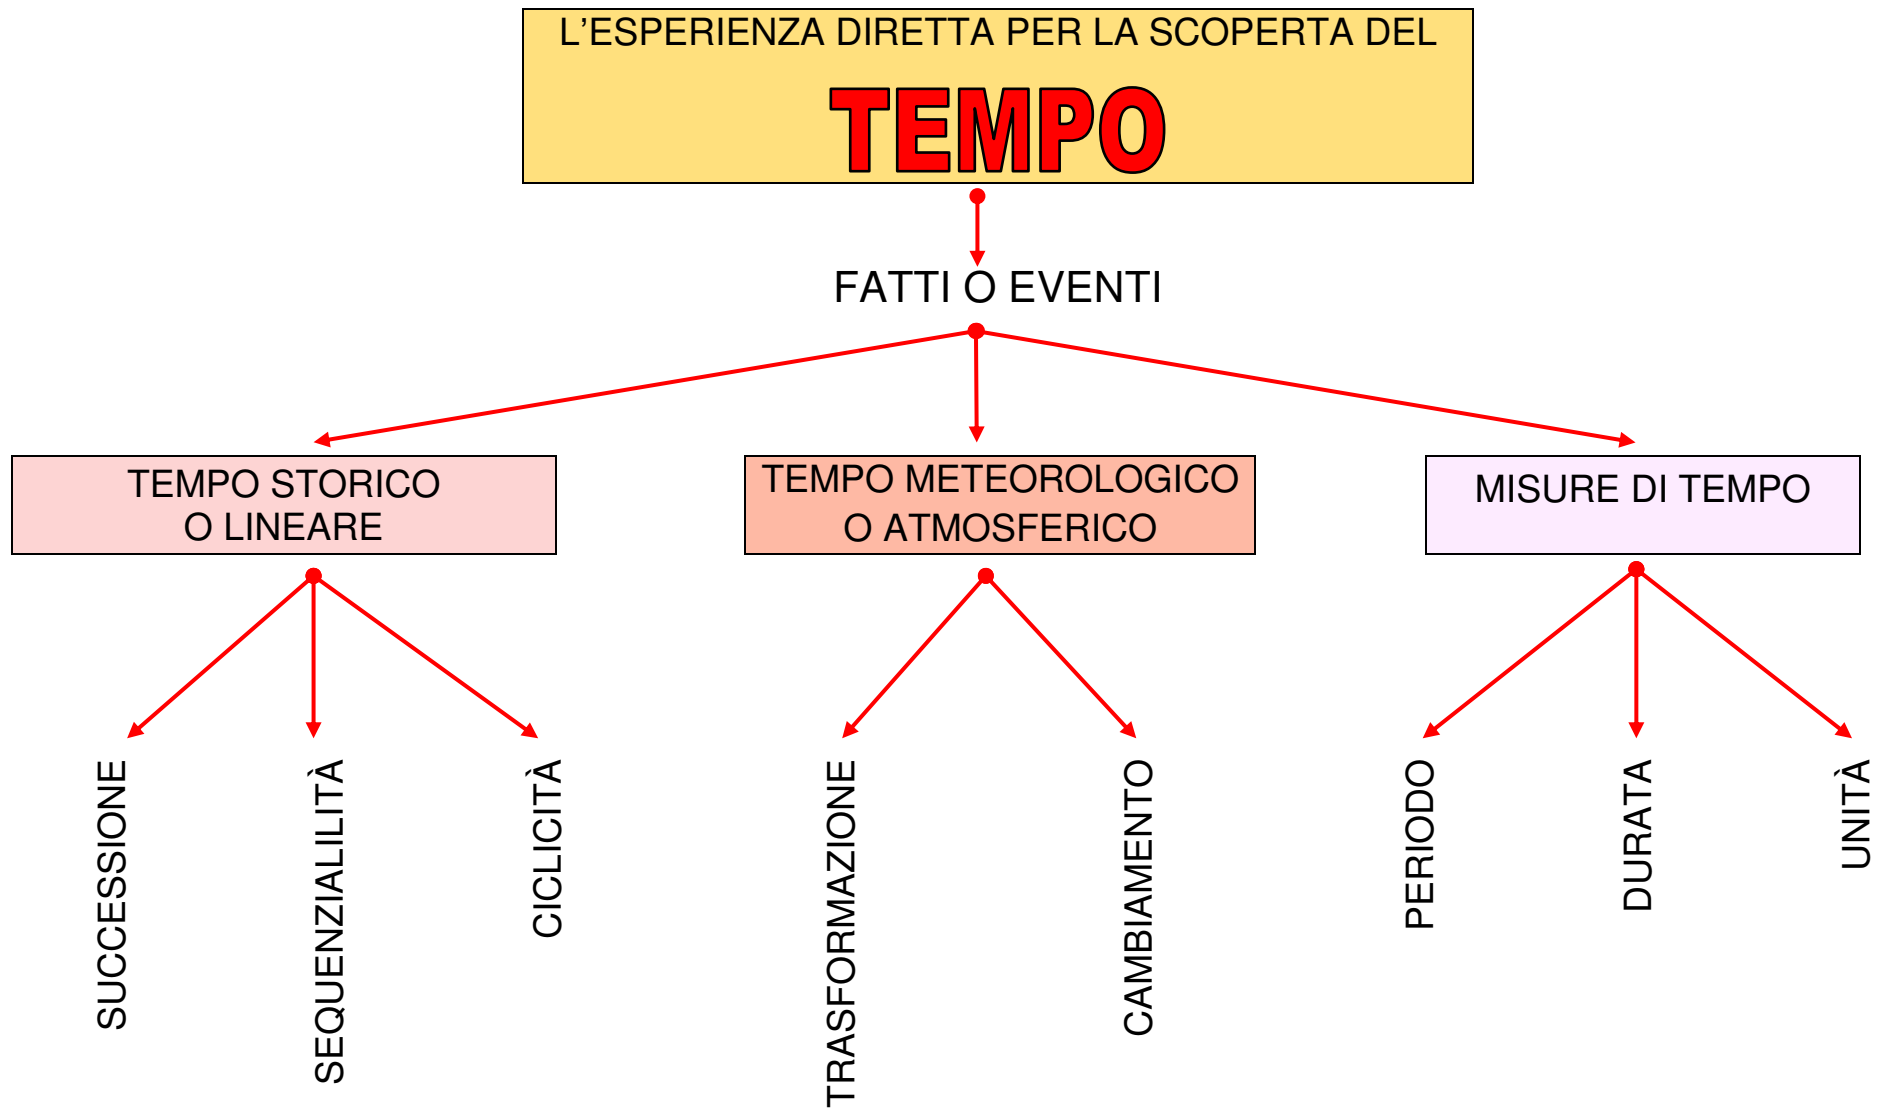 L'ESPERIENZA DIRETTA PER LA SCOPERTA DEL
TEMPO
FATTI O EVENTI
TEMPO STORICO
O LINEARE
TEMPO METEOROLOGICO
O ATMOSFERICO
MISURE DI TEMPO
SUCCESSIONE
SEQUENZIALILITÀ
CICLICITÀ
TRASFORMAZIONE
CAMBIAMENTO
PERIODO
DURATA
UNITÀ